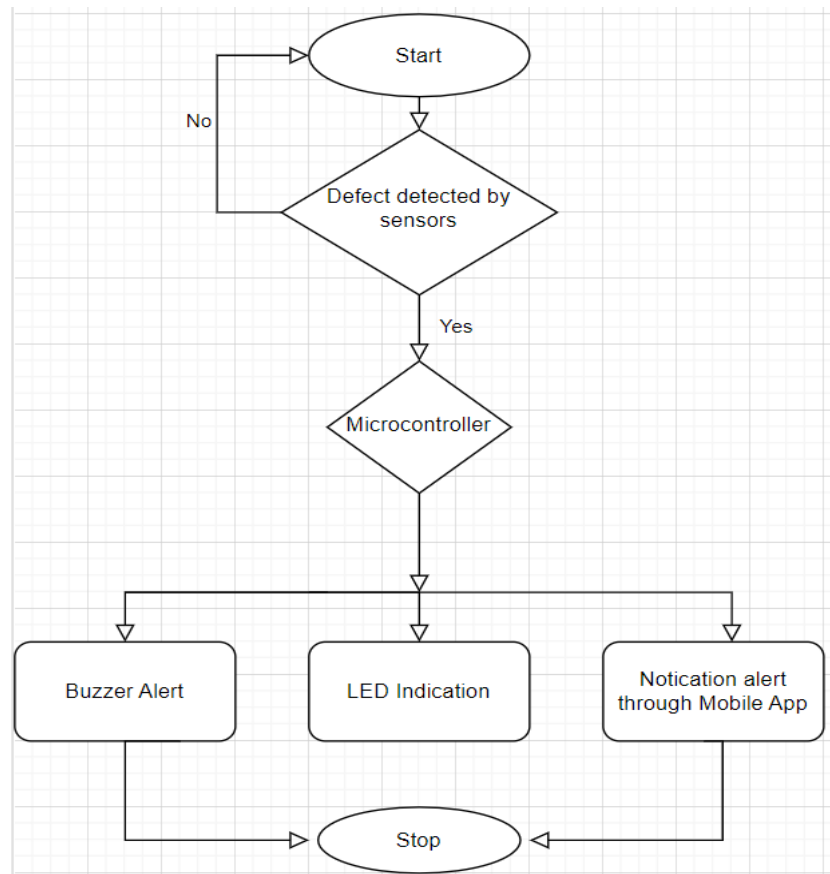 Start
No
Defect detected by
sensors
Yes
Microcontroller
Buzzer Alert
LED Indication
Notication alert
through Mobile App
Stop